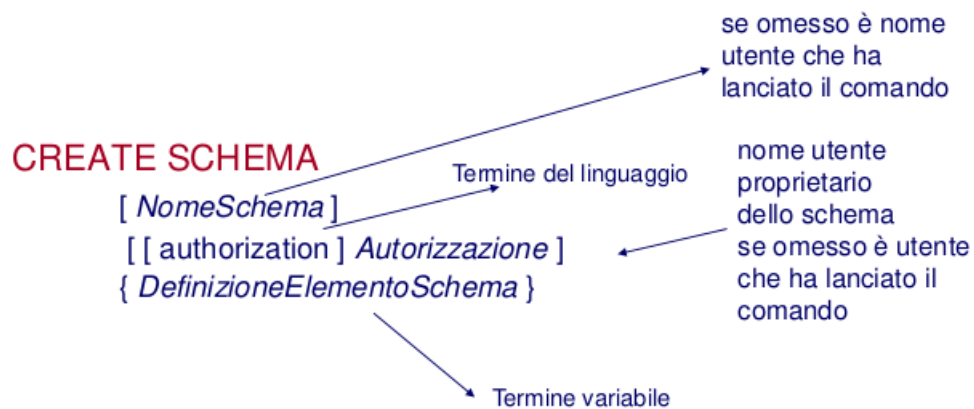 se omesso è nome
utente che ha
lanciato il comando
CREATE SCHEMA
[ NomeSchema ]
[ [ authorization ] Autorizzazione ]
{ DefinizioneElementoSchema }
Termine del linguaggio
nome utente
proprietario
dello schema
se omesso è utente
che ha lanciato il
comando
Termine variabile